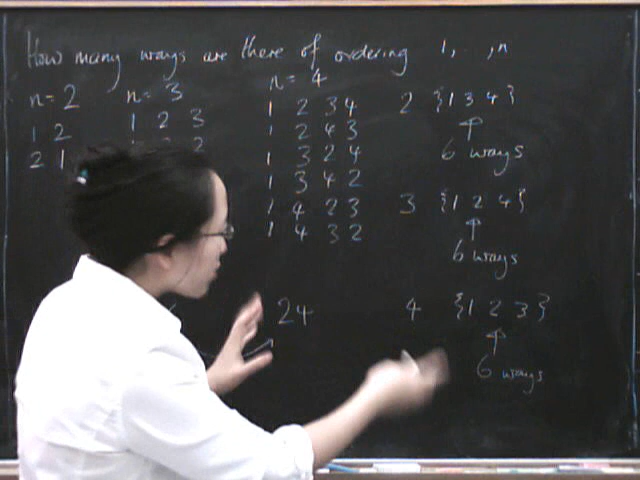 How many ways are there of ordering 1, . . , n
n = 2
1 2
2 1
n = 3
1 2 3
2
n = 4
1 2 3 4
1 2 4 3
1 3 2 4
1 3 4 2
1 4 2 3
1 4 3 2
24
2 {1 3 4}
↑
6 ways
3 {1 2 4}
↑
6 ways
4 {1 2 3}
↑
6 ways